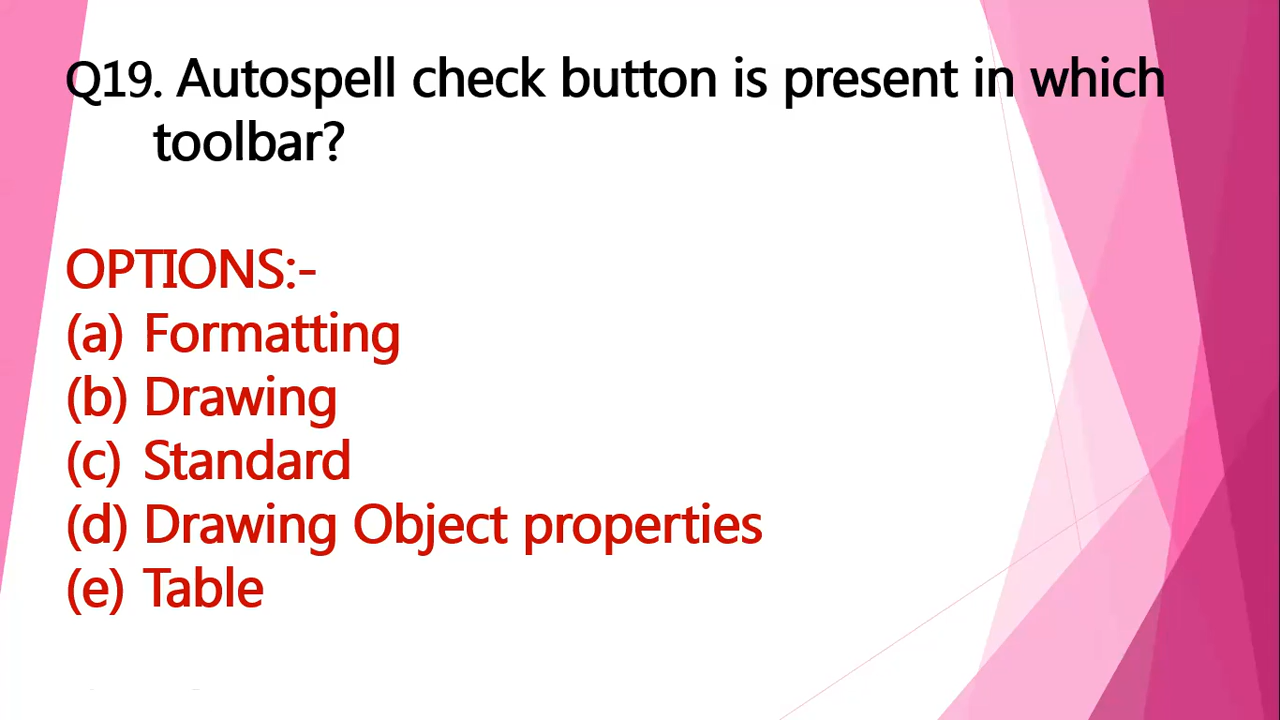 Q19. Autospell check button is present in which
toolbar?
OPTIONS:-
(a) Formatting
(b) Drawing
(c) Standard
(d) Drawing Object properties
(e) Table